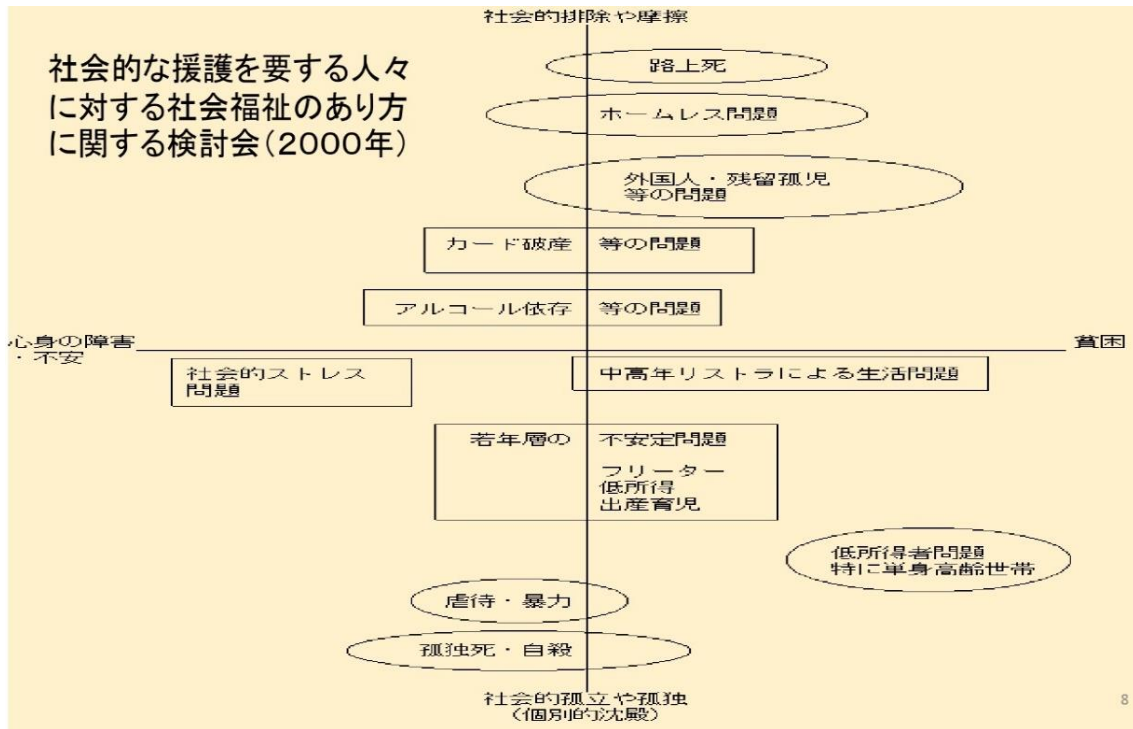 社会的排除や摩擦
社会的な援護を要する人々
に対する社会福祉のあり方
に関する検討会(2000年)
路上死
ホームレス問題
外国人・残留孤児
等の問題
カード破産 等の問題
アルコール依存 等の問題
心身の障害
・不安
貧困
社会的ストレス
問題
中高年リストラによる生活問題
若年層の 不安定問題
フリーター
低所得
出産育児
低所得者問題
特に単身高齢世帯
虐待・暴力
孤独死・自殺
社会的孤立や孤独
(個別的沈殿)
8